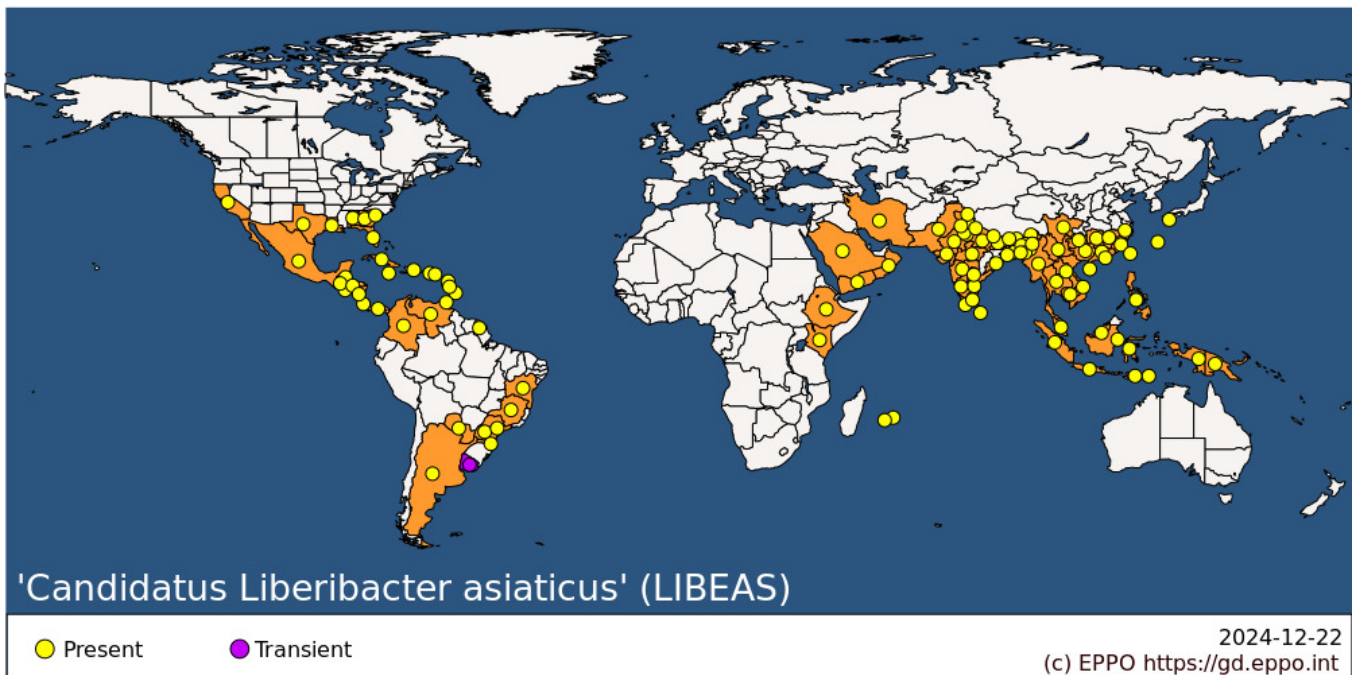 'Candidatus Liberibacter asiaticus' (LIBEAS)
Present
Transient
2024-12-22
(c) EPPO https://gd.eppo.int